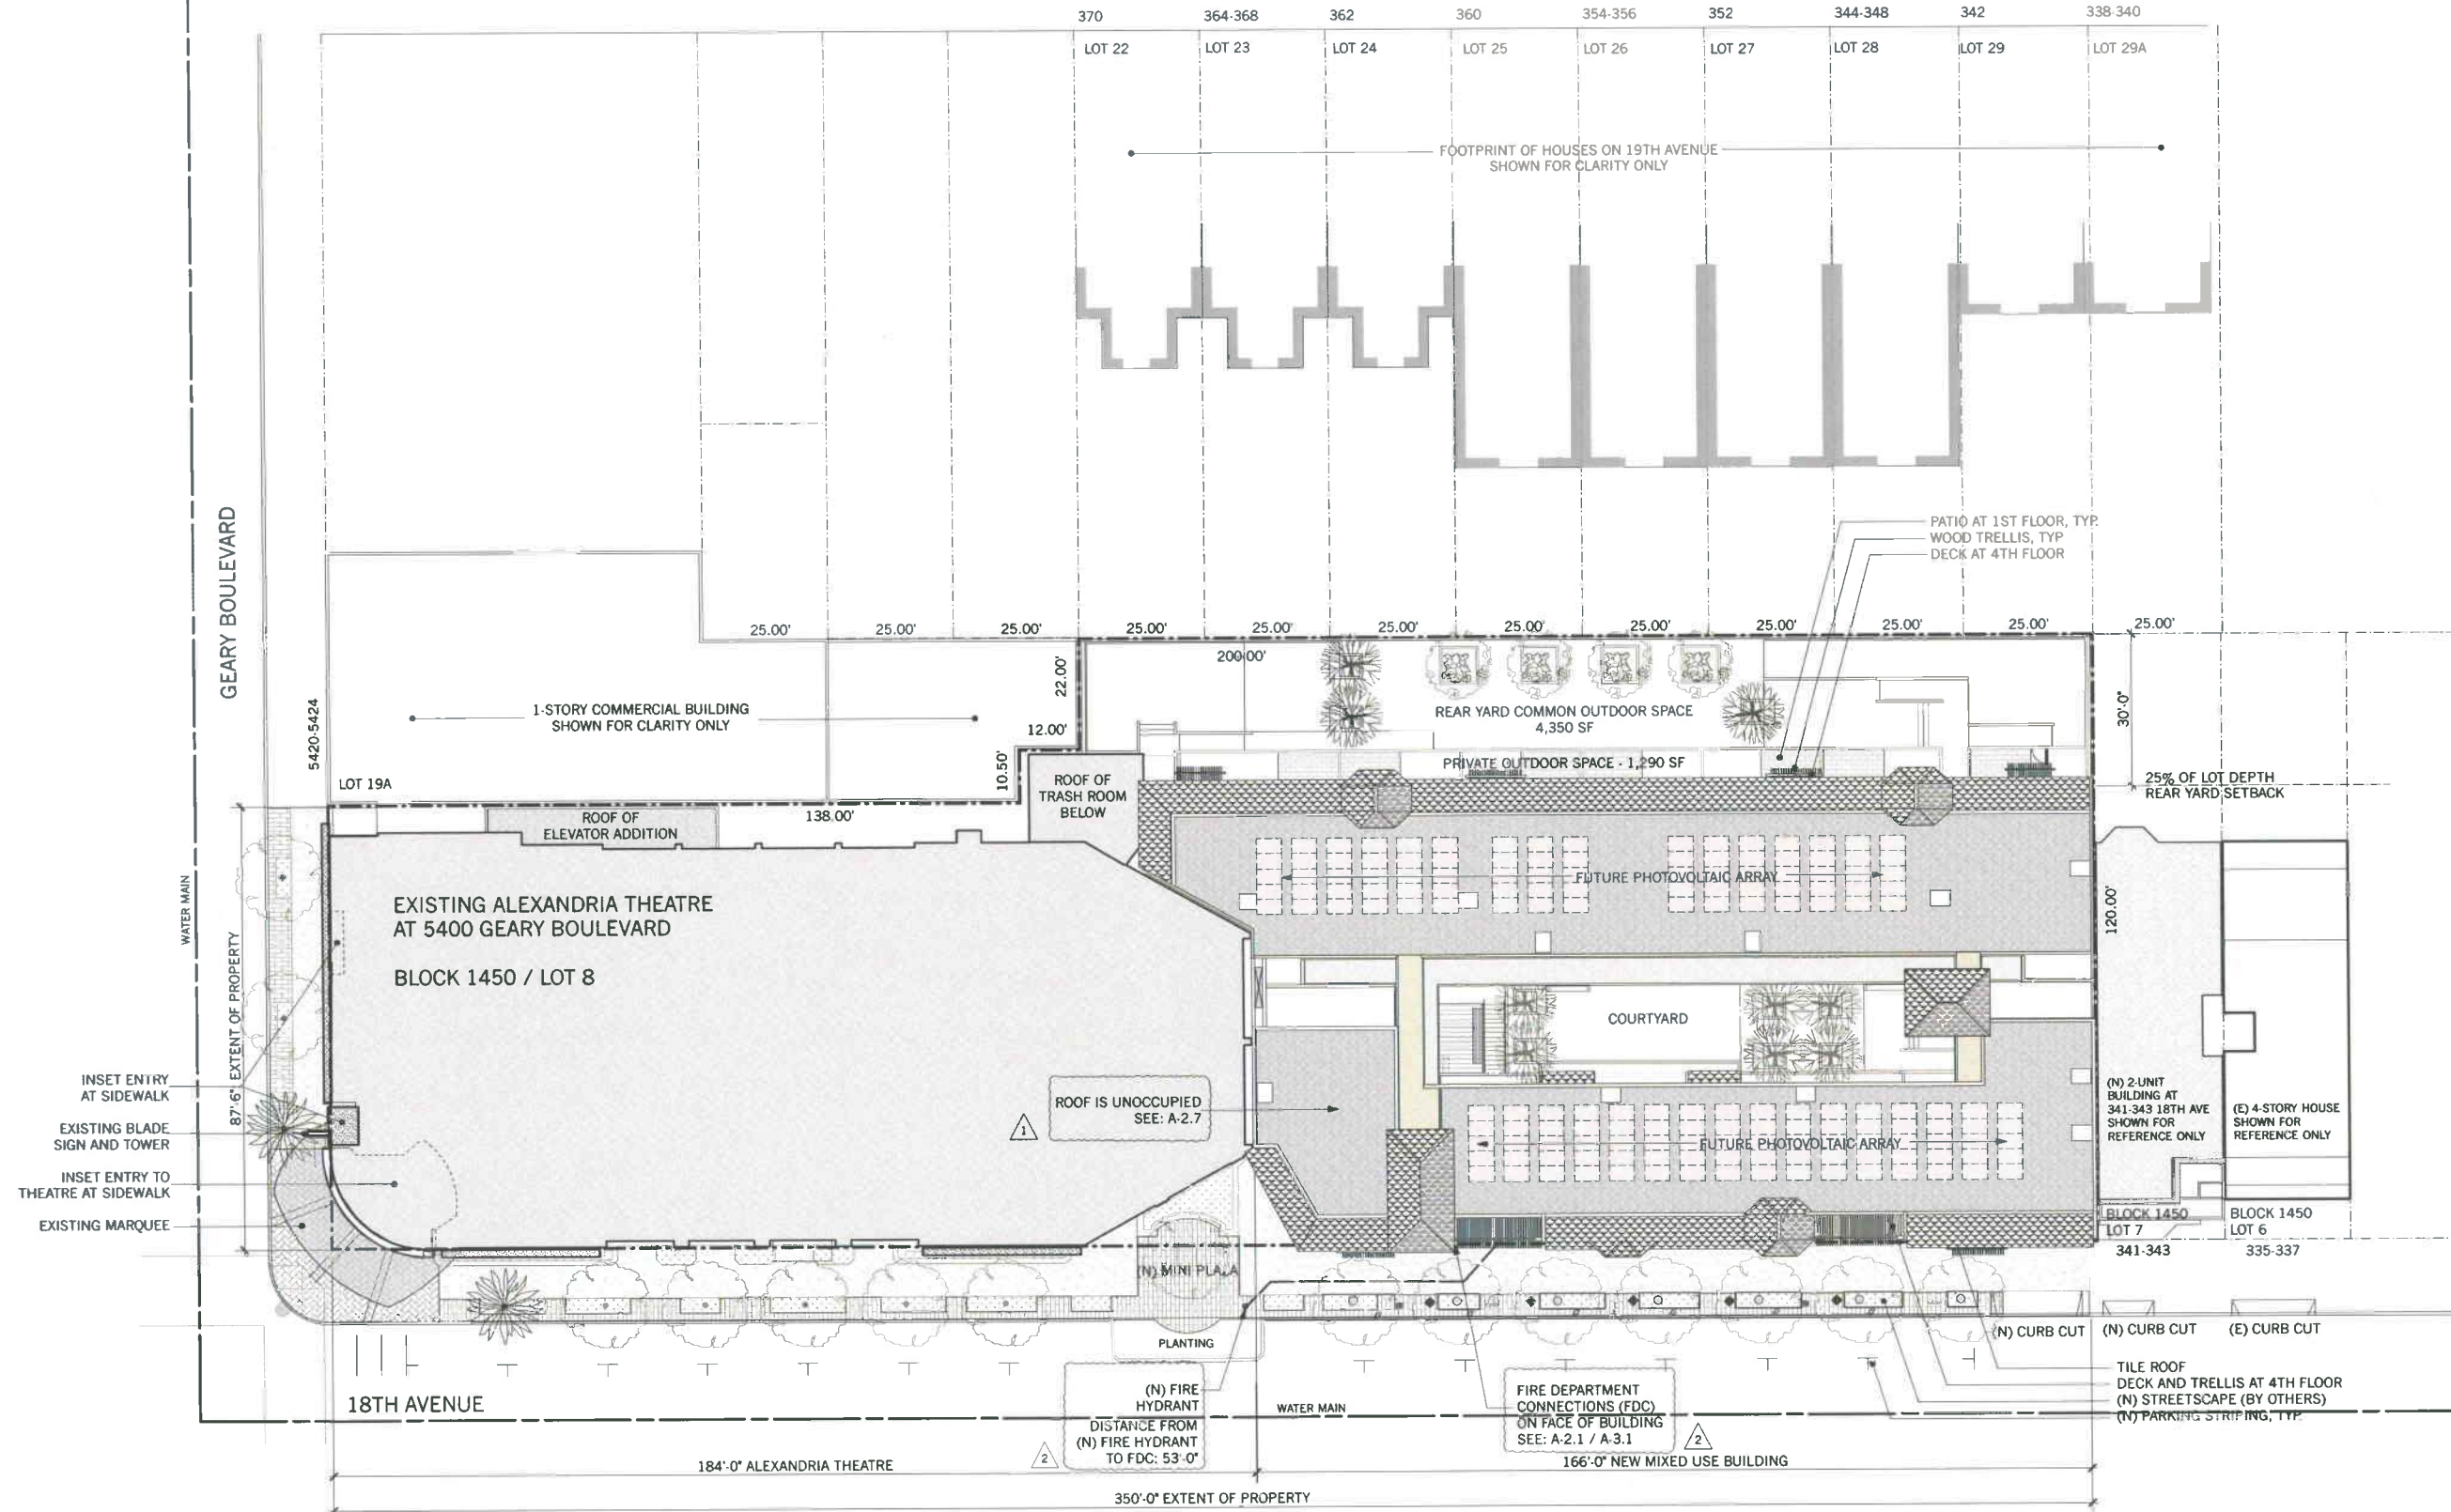 370
364-368
362
360
354-356
352
344-348
342
338-340
LOT 22
LOT 23
LOT 24
LOT 25
LOT 26
LOT 27
LOT 28
LOT 29
LOT 29A
FOOTPRINT OF HOUSES ON 19TH AVENUE
SHOWN FOR CLARITY ONLY
PATIO AT 1ST FLOOR, TYP.
WOOD TRELLIS, TYP
DECK AT 4TH FLOOR
GEARY BOULEVARD
25.00'
25.00'
25.00'
25.00'
25.00'
25.00'
25.00'
25.00'
25.00'
25.00'
25.00'
25.00'
200.00'
22.00'
12.00'
10.50'
30'-0"
5420-5424
1-STORY COMMERCIAL BUILDING
SHOWN FOR CLARITY ONLY
LOT 19A
REAR YARD COMMON OUTDOOR SPACE
4,350 SF
PRIVATE OUTDOOR SPACE - 1,290 SF
25% OF LOT DEPTH
REAR YARD SETBACK
ROOF OF
TRASH ROOM
BELOW
ROOF OF
ELEVATOR ADDITION
138.00'
FUTURE PHOTOVOLTAIC ARRAY
120.00'
WATER MAIN
87'-6" EXTENT OF PROPERTY
EXISTING ALEXANDRIA THEATRE
AT 5400 GEARY BOULEVARD
BLOCK 1450 / LOT 8
COURTYARD
INSET ENTRY
AT SIDEWALK
EXISTING BLADE
SIGN AND TOWER
INSET ENTRY TO
THEATRE AT SIDEWALK
EXISTING MARQUEE
1
ROOF IS UNOCCUPIED
SEE: A-2.7
FUTURE PHOTOVOLTAIC ARRAY
(N) 2-UNIT
BUILDING AT
341-343 18TH AVE
SHOWN FOR
REFERENCE ONLY
(E) 4-STORY HOUSE
SHOWN FOR
REFERENCE ONLY
BLOCK 1450
LOT 7
341-343
BLOCK 1450
LOT 6
335-337
(N) MINI PLAZA
PLANTING
(N) CURB CUT
(N) CURB CUT
(E) CURB CUT
TILE ROOF
DECK AND TRELLIS AT 4TH FLOOR
(N) STREETSCAPE (BY OTHERS)
(N) PARKING STRIPING, TYP.
18TH AVENUE
(N) FIRE
HYDRANT
DISTANCE FROM
(N) FIRE HYDRANT
TO FDC: 53'-0"
2
WATER MAIN
FIRE DEPARTMENT
CONNECTIONS (FDC)
ON FACE OF BUILDING
SEE: A-2.1 / A-3.1
2
184'-0" ALEXANDRIA THEATRE
166'-0" NEW MIXED USE BUILDING
350'-0" EXTENT OF PROPERTY